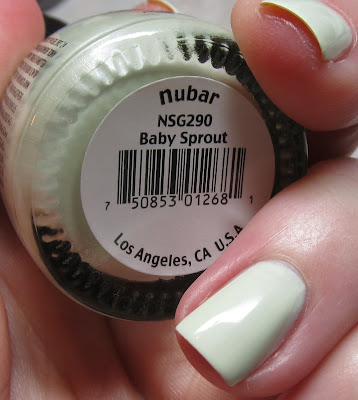 nubar
NSG290
Baby Sprout
7 50853 01268 1
Los Angeles, CA U.S.A.